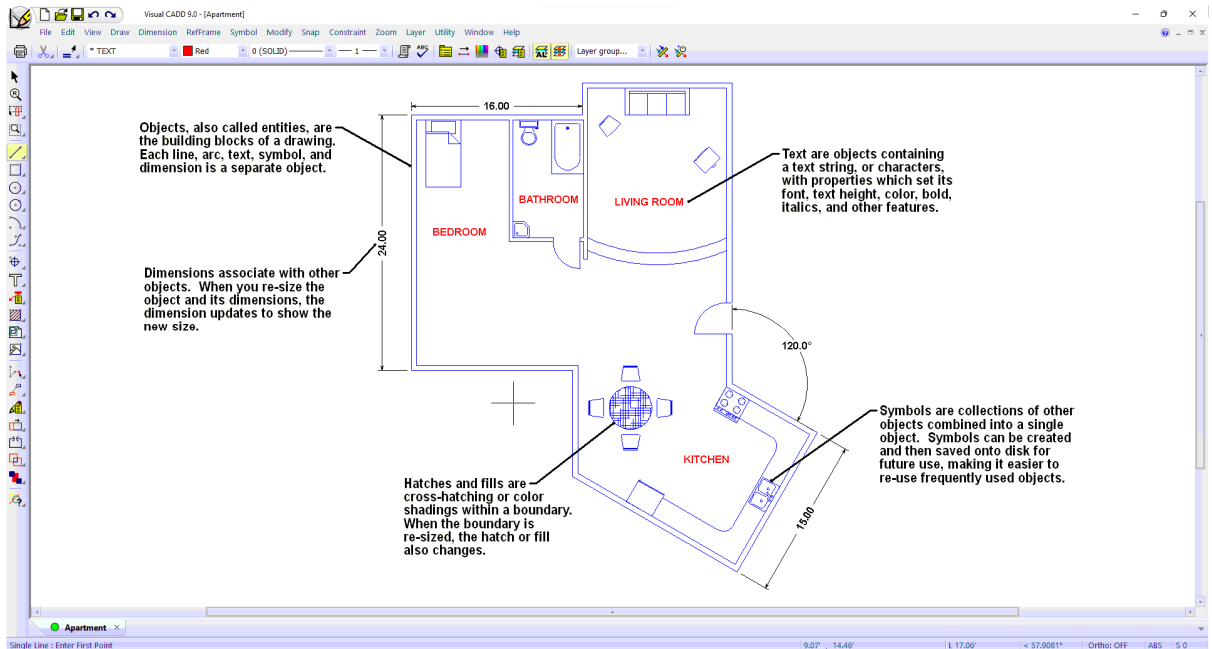 Visual CADD 9.0 - [Apartment]
File Edit View Draw Dimension RefFrame Symbol Modify Snap Constraint Zoom Layer Utility Window Help
* TEXT Red 0 (SOLID) 1 ABC ALL Layer group...
16.00
Objects, also called entities, are
the building blocks of a drawing.
Each line, arc, text, symbol, and
dimension is a separate object.
Text are objects containing
a text string, or characters,
with properties which set its
font, text height, color, bold,
italics, and other features.
BATHROOM
LIVING ROOM
BEDROOM
24.00
Dimensions associate with other
objects.  When you re-size the
object and its dimensions, the
dimension updates to show the
new size.
120.0°
Symbols are collections of other
objects combined into a single
object.  Symbols can be created
and then saved onto disk for
future use, making it easier to
re-use frequently used objects.
KITCHEN
Hatches and fills are
cross-hatching or color
shadings within a boundary.
When the boundary is
re-sized, the hatch or fill
also changes.
15.00
Apartment
Single Line : Enter First Point 9.07' , 14.46' L 17.06' < 57.9081° Ortho: OFF ABS S 0